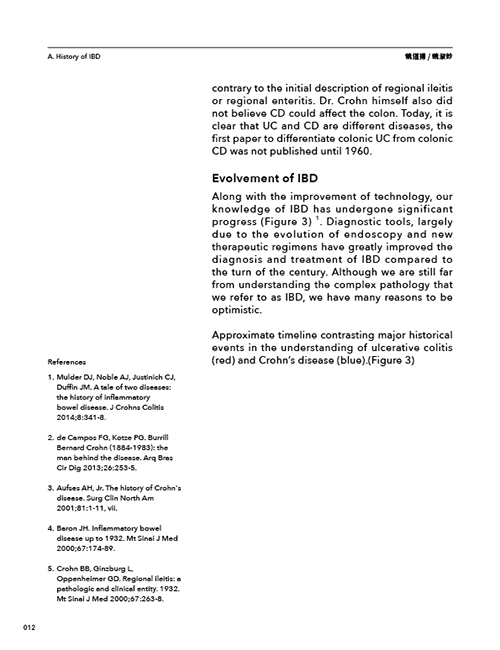 A. History of IBD
contrary to the initial description of regional ileitis
or regional enteritis. Dr. Crohn himself also did
not believe CD could affect the colon. Today, it is
clear that UC and CD are different diseases, the
first paper to differentiate colonic UC from colonic
CD was not published until 1960.
Evolvement of IBD
Along with the improvement of technology, our
knowledge of IBD has undergone significant
progress (Figure 3) 1. Diagnostic tools, largely
due to the evolution of endoscopy and new
therapeutic regimens have greatly improved the
diagnosis and treatment of IBD compared to
the turn of the century. Although we are still far
from understanding the complex pathology that
we refer to as IBD, we have many reasons to be
optimistic.
Approximate timeline contrasting major historical
events in the understanding of ulcerative colitis
(red) and Crohn's disease (blue).(Figure 3)
References
1. Mulder DJ, Noble AJ, Justinich CJ,
Duffin JM. A tale of two diseases:
the history of inflammatory
bowel disease. J Crohns Colitis
2014;8:341-8.
2. de Campos FG, Kotze PG. Burrill
Bernard Crohn (1884-1983): the
man behind the disease. Arq Bras
Cir Dig 2013;26:253-5.
3. Aufses AH, Jr. The history of Crohn's
disease. Surg Clin North Am
2001;81:1-11, vii.
4. Baron JH. Inflammatory bowel
disease up to 1932. Mt Sinai J Med
2000;67:174-89.
5. Crohn BB, Ginzburg L,
Oppenheimer GD. Regional ileitis: a
pathologic and clinical entity. 1932.
Mt Sinai J Med 2000;67:263-8.
012